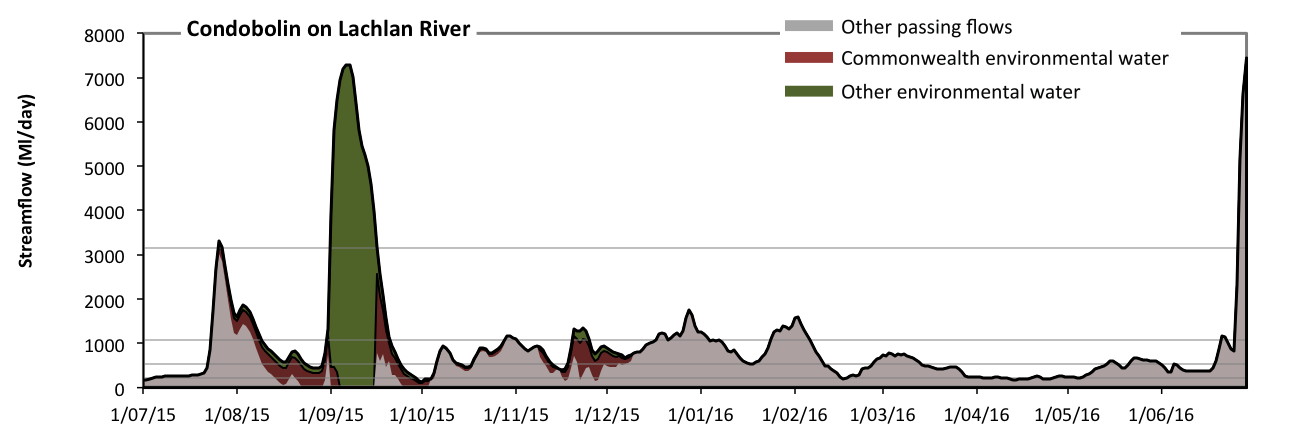 Condobolin on Lachlan River
Other passing flows
Commonwealth environmental water
Other environmental water
Streamflow (Ml/day)
8000
7000
6000
5000
4000
3000
2000
1000
0
1/07/15 1/08/15 1/09/15 1/10/15 1/11/15 1/12/15 1/01/16 1/02/16 1/03/16 1/04/16 1/05/16 1/06/16